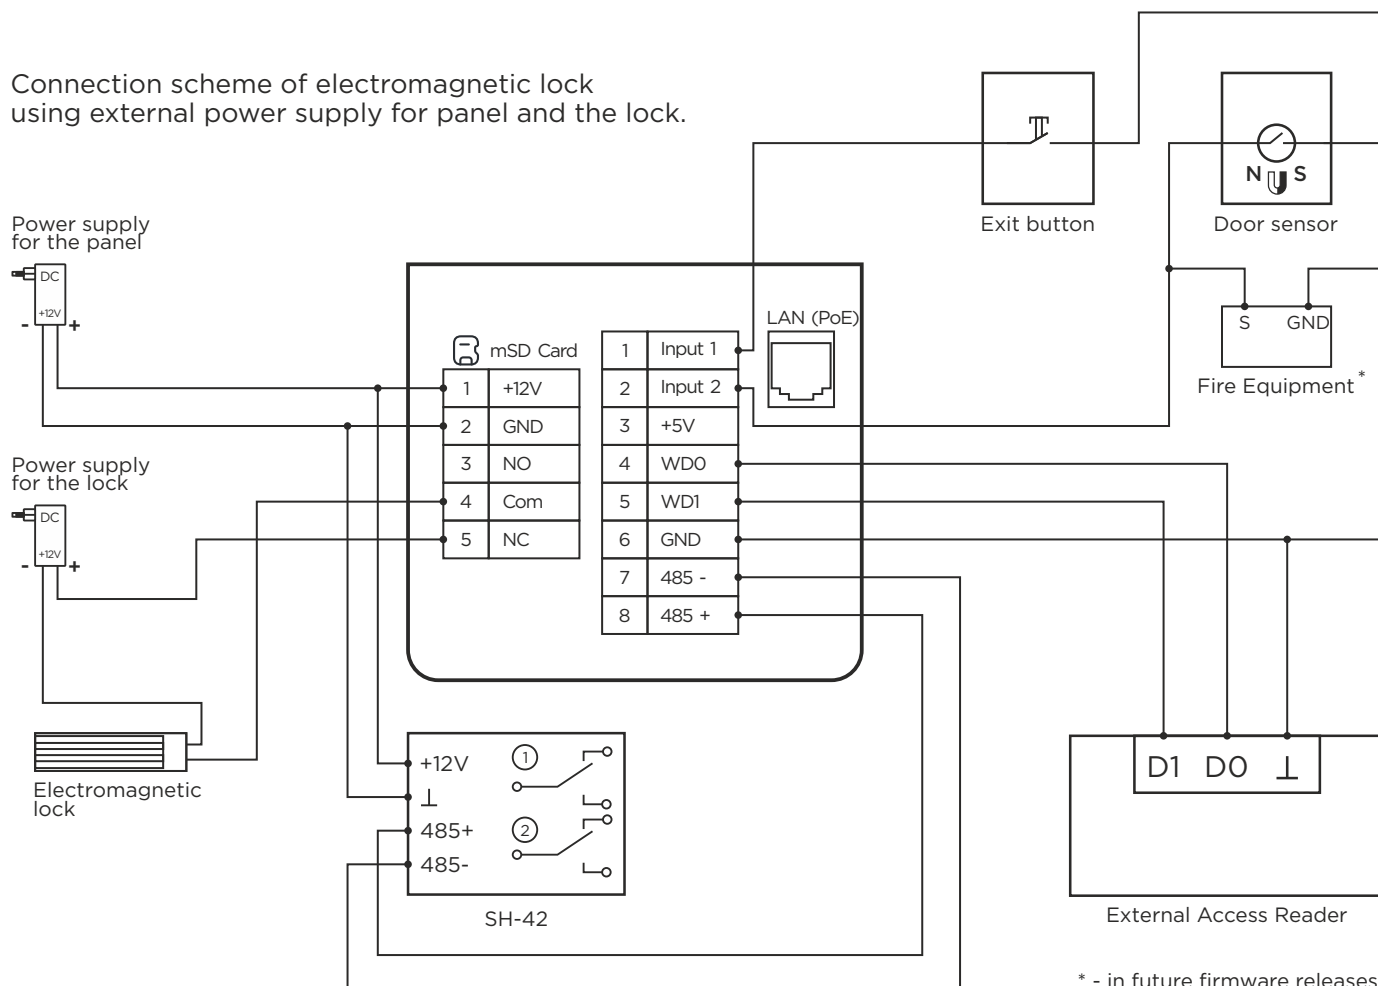 Connection scheme of electromagnetic lock
using external power supply for panel and the lock.
Power supply
for the panel
DC
+12V
- +
Power supply
for the lock
DC
+12V
- +
Electromagnetic
lock
mSD Card
1 +12V
2 GND
3 NO
4 Com
5 NC
1 Input 1
2 Input 2
3 +5V
4 WD0
5 WD1
6 GND
7 485 -
8 485 +
LAN (PoE)
Exit button
N S
Door sensor
S GND
Fire Equipment *
+12V
485+
485-
1
2
SH-42
D1 D0
External Access Reader
* - in future firmware releases